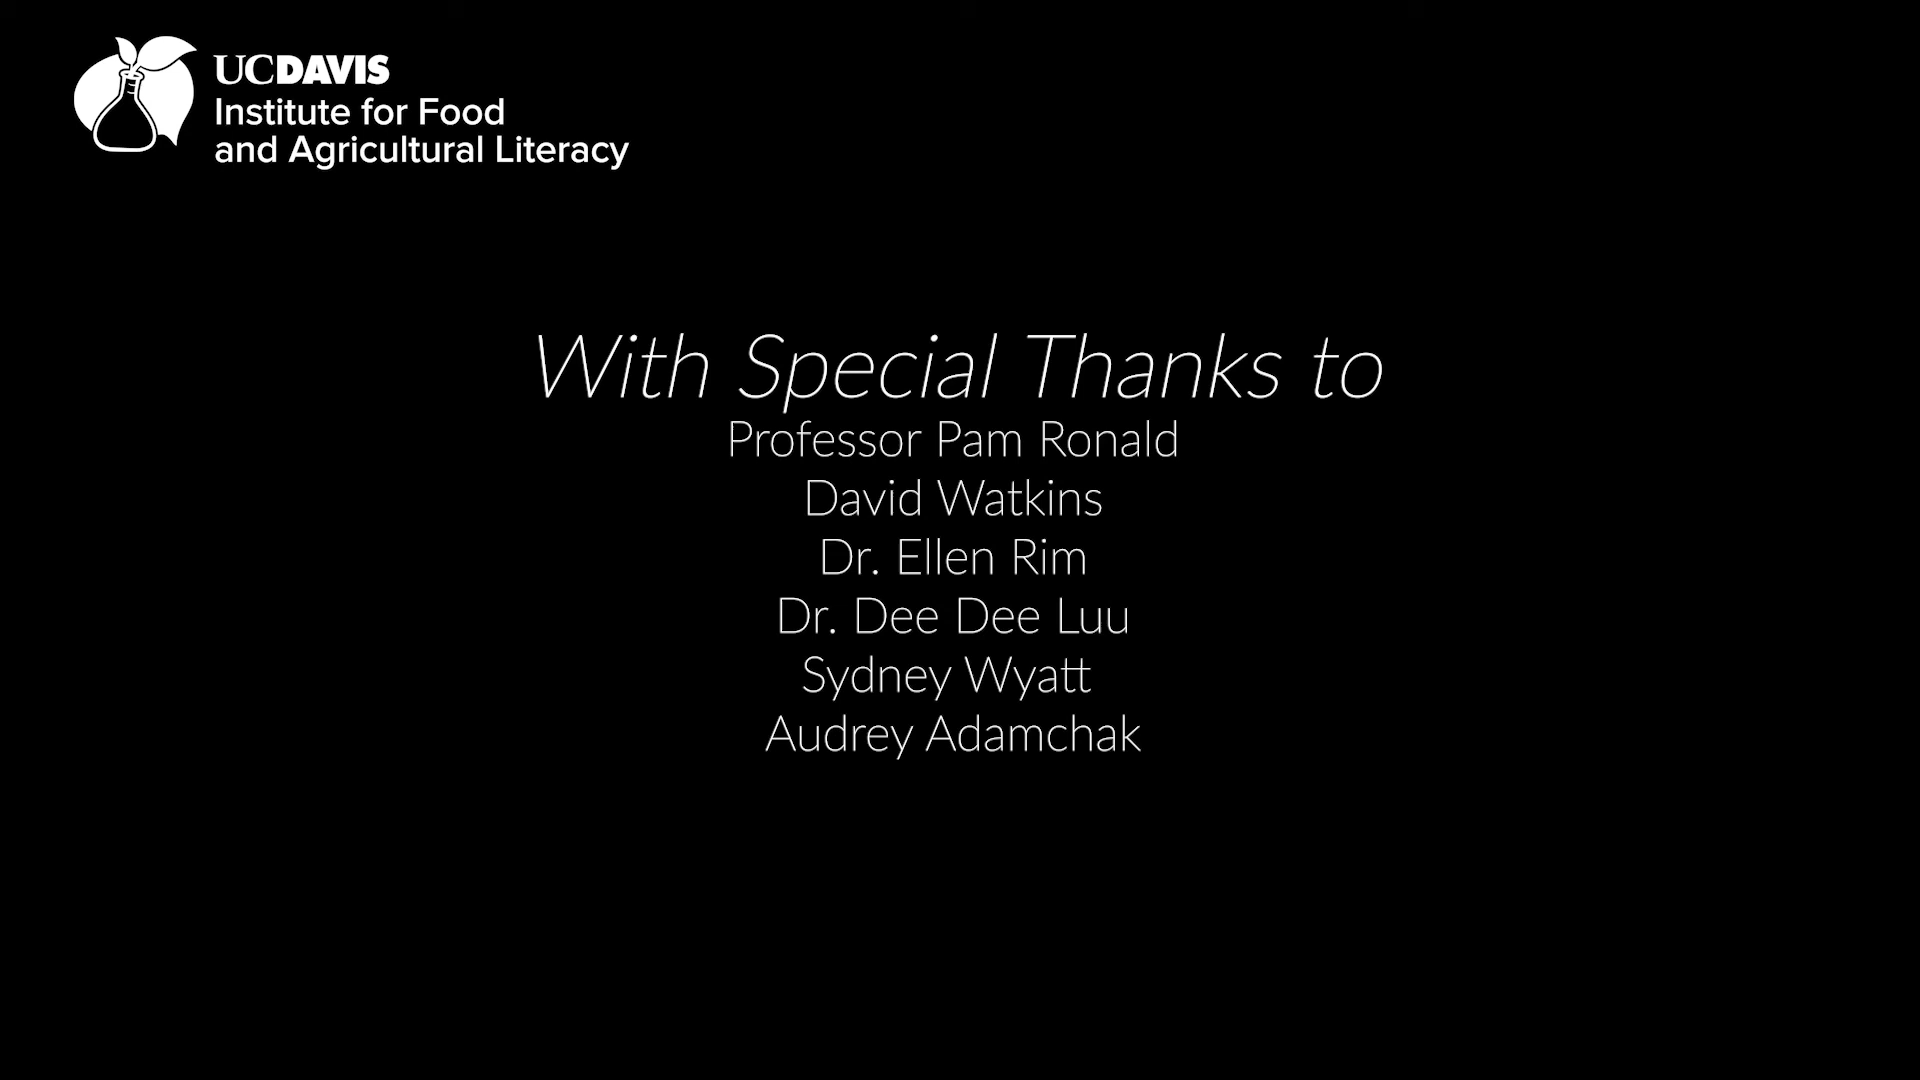 UCDAVIS
Institute for Food
and Agricultural Literacy
With Special Thanks to
Professor Pam Ronald
David Watkins
Dr. Ellen Rim
Dr. Dee Dee Luu
Sydney Wyatt
Audrey Adamchak